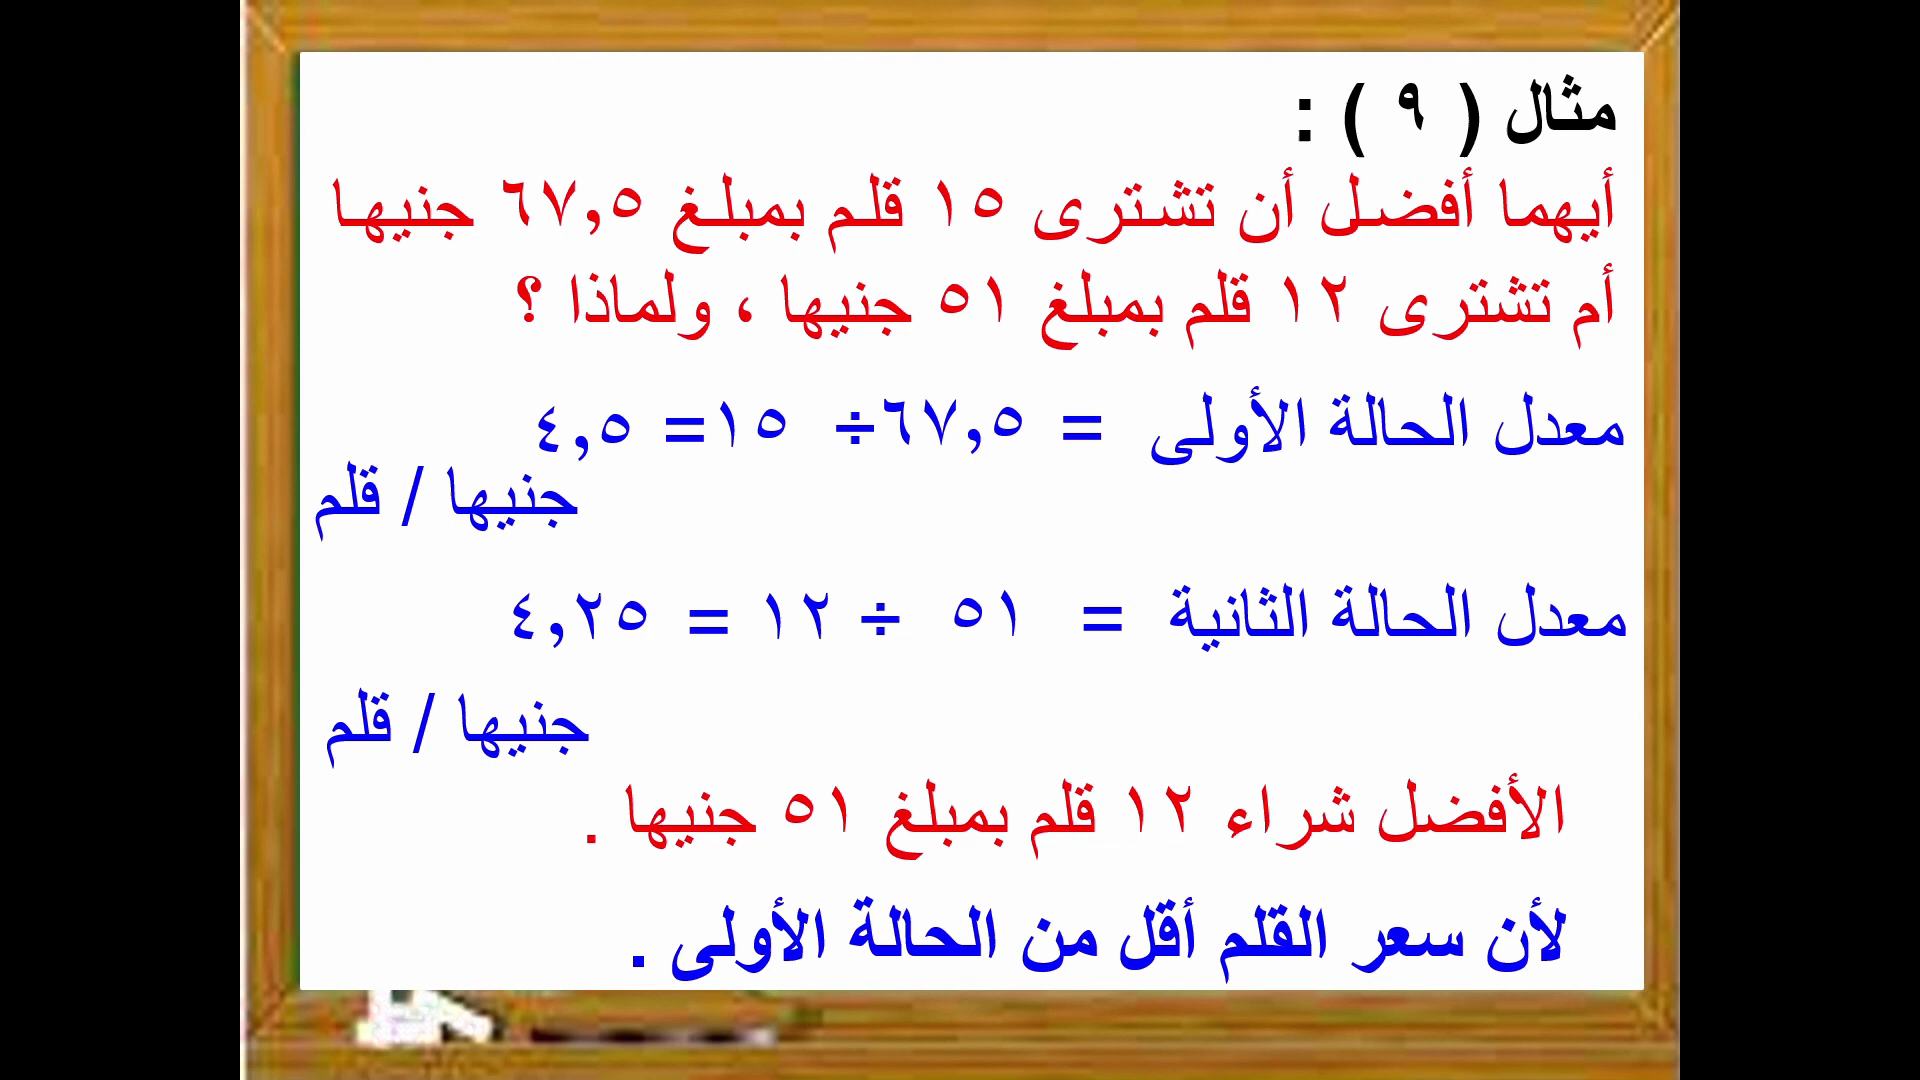 مثال ( ٩ ) :
أيهما أفضل أن تشترى ١٥ قلم بمبلغ ٦٧,٥ جنيها
أم تشترى ١٢ قلم بمبلغ ٥١ جنيها ، ولماذا ؟
معدل الحالة الأولى = ٦٧,٥÷ ١٥= ٤,٥
جنيها / قلم
معدل الحالة الثانية = ٥١ ÷ ١٢ = ٤,٢٥
جنيها / قلم
الأفضل شراء ١٢ قلم بمبلغ ٥١ جنيها .
لأن سعر القلم أقل من الحالة الأولى .